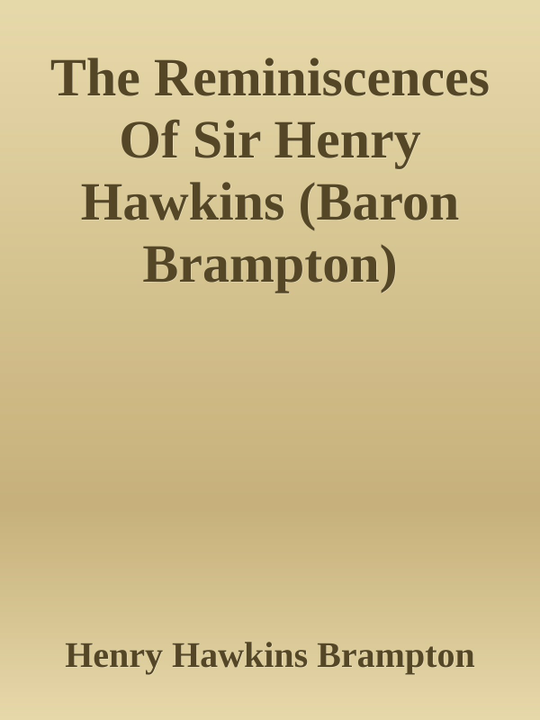 The Reminiscences
Of Sir Henry
Hawkins (Baron
Brampton)
Henry Hawkins Brampton